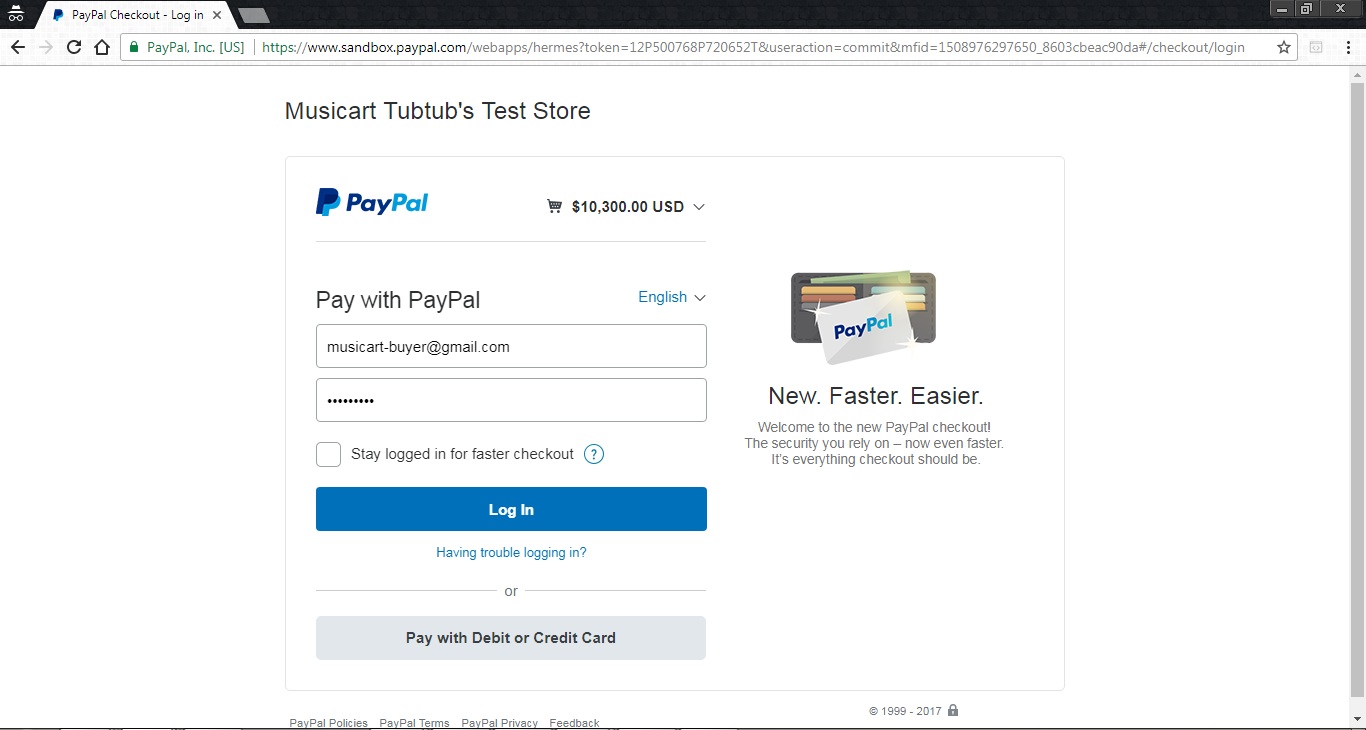 PayPal Checkout - Log in
PayPal, Inc. [US]
https://www.sandbox.paypal.com/webapps/hermes?token=12P500768P720652T&useraction=commit&mfid=1508976297650_8603cbeac90da#/checkout/login
Musicart Tubtub's Test Store
PayPal
$10,300.00 USD
Pay with PayPal
English
musicart-buyer@gmail.com
•••••••••
Stay logged in for faster checkout ?
Log In
Having trouble logging in?
or
Pay with Debit or Credit Card
PayPal
New. Faster. Easier.
Welcome to the new PayPal checkout!
The security you rely on – now even faster.
It's everything checkout should be.
© 1999 - 2017
PayPal Policies PayPal Terms PayPal Privacy Feedback